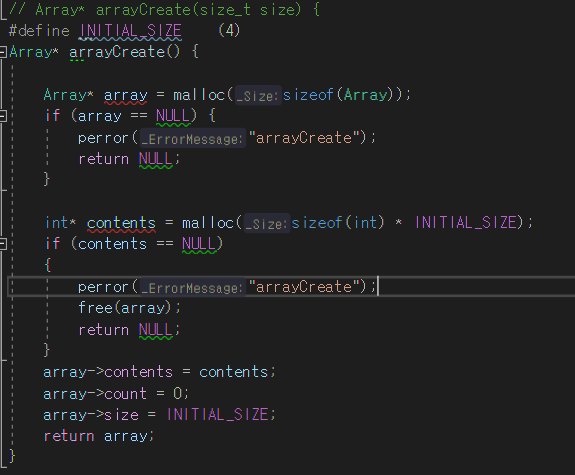 // Array* arrayCreate(size_t size) {
#define INITIAL_SIZE    (4)
Array* arrayCreate() {
Array* array = malloc(_Size:sizeof(Array));
if (array == NULL) {
perror(_ErrorMessage:"arrayCreate");
return NULL;
}
int* contents = malloc(_Size:sizeof(int) * INITIAL_SIZE);
if (contents == NULL)
{
perror(_ErrorMessage:"arrayCreate");
free(array);
return NULL;
}
array->contents = contents;
array->count = 0;
array->size = INITIAL_SIZE;
return array;
}